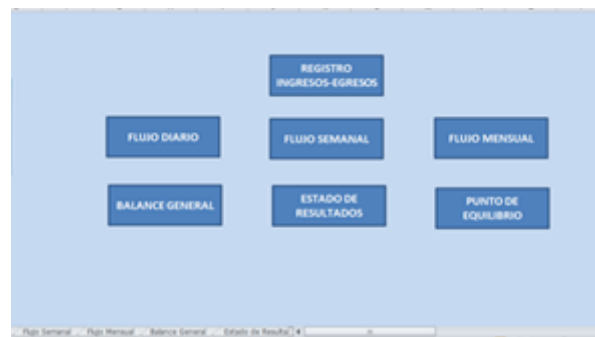 REGISTRO
INGRESOS-EGRESOS
FLUJO DIARIO
FLUJO SEMANAL
FLUJO MENSUAL
BALANCE GENERAL
ESTADO DE
RESULTADOS
PUNTO DE
EQUILIBRIO
Flujo Semanal
Flujo Mensual
Balance General
Estado de Resultad